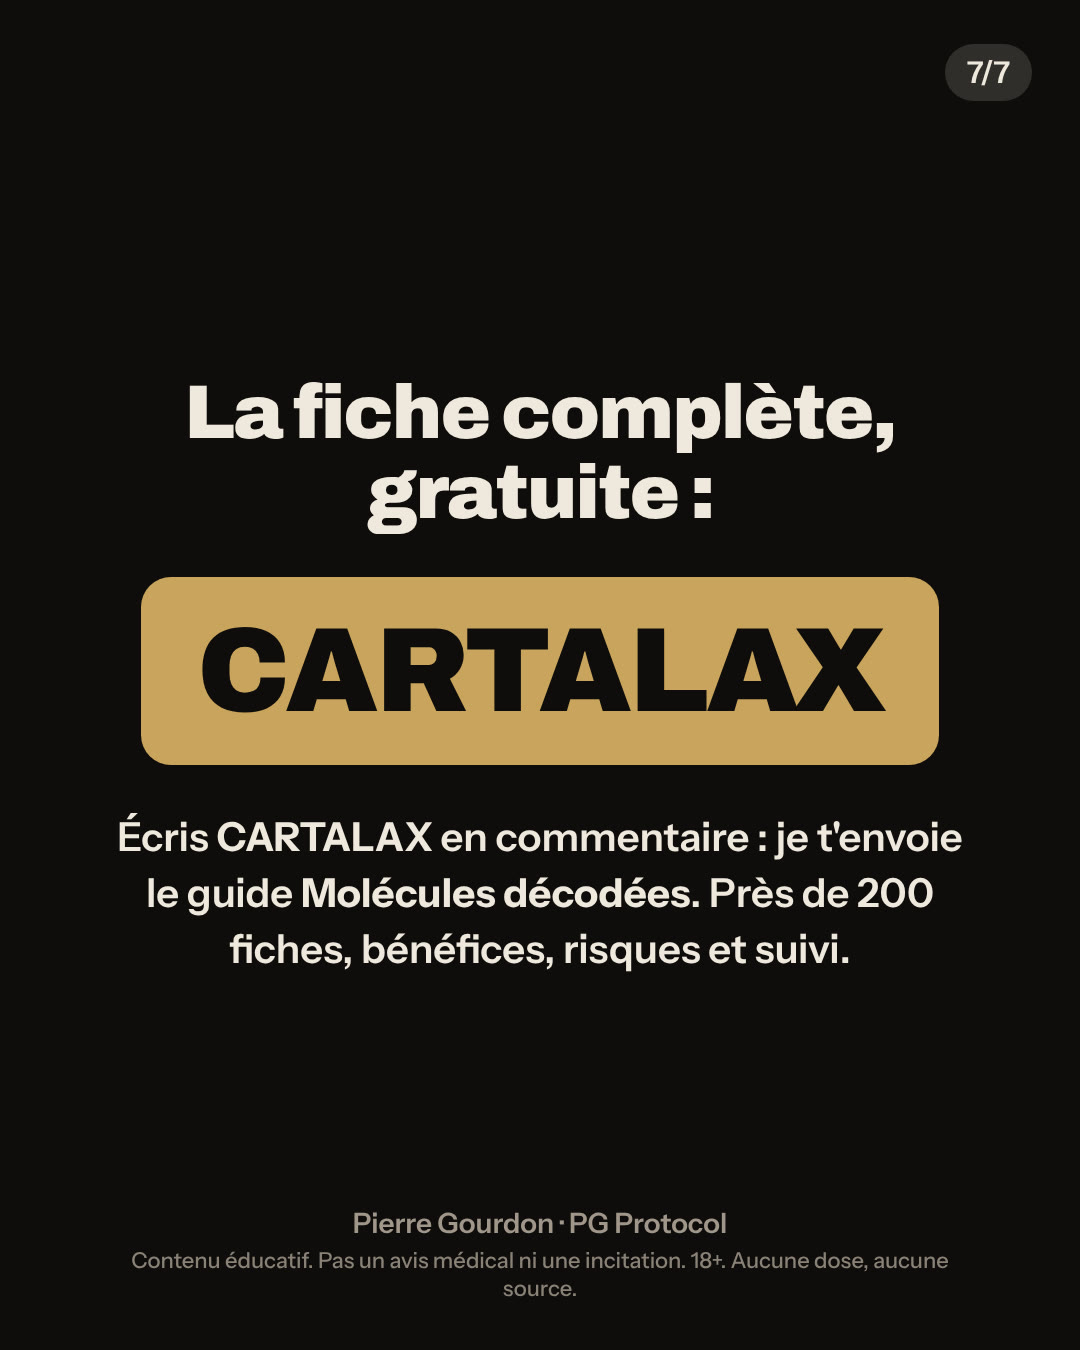 7/7
La fiche complète,
gratuite :
CARTALAX
Écris CARTALAX en commentaire : je t'envoie
le guide Molécules décodées. Près de 200
fiches, bénéfices, risques et suivi.
Pierre Gourdon · PG Protocol
Contenu éducatif. Pas un avis médical ni une incitation. 18+. Aucune dose, aucune
source.